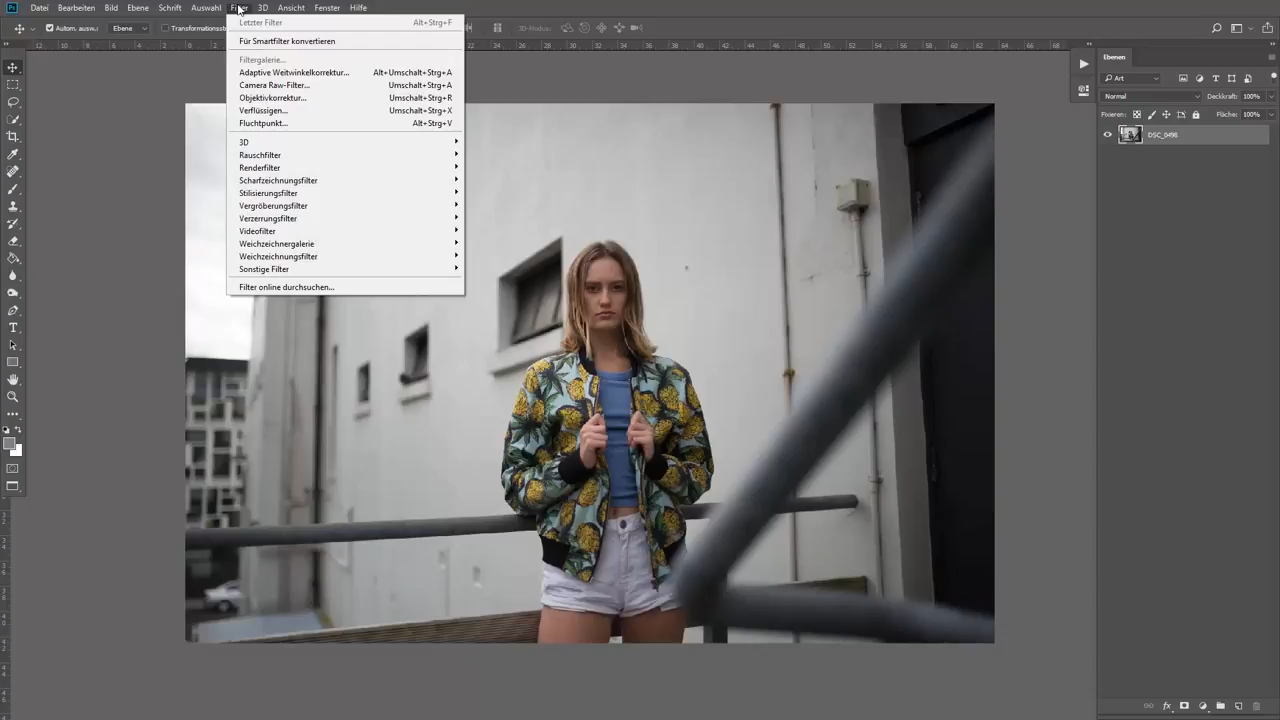 Ps Datei Bearbeiten Bild Ebene Schrift Auswahl Filter 3D Ansicht Fenster Hilfe
Autom. ausw.: Ebene Transformationsst 3D-Modus:
Letzter Filter Alt+Strg+F
Für Smartfilter konvertieren
Filtergalerie...
Adaptive Weitwinkelkorrektur... Alt+Umschalt+Strg+A
Camera Raw-Filter... Umschalt+Strg+A
Objektivkorrektur... Umschalt+Strg+R
Verflüssigen... Umschalt+Strg+X
Fluchtpunkt... Alt+Strg+V
3D
Rauschfilter
Renderfilter
Scharfzeichnungsfilter
Stilisierungsfilter
Vergröberungsfilter
Verzerrungsfilter
Videofilter
Weichzeichnergalerie
Weichzeichnungsfilter
Sonstige Filter
Filter online durchsuchen...
Ebenen
Art
Normal Deckkraft: 100%
Fixieren: Fläche: 100%
DSC_0496